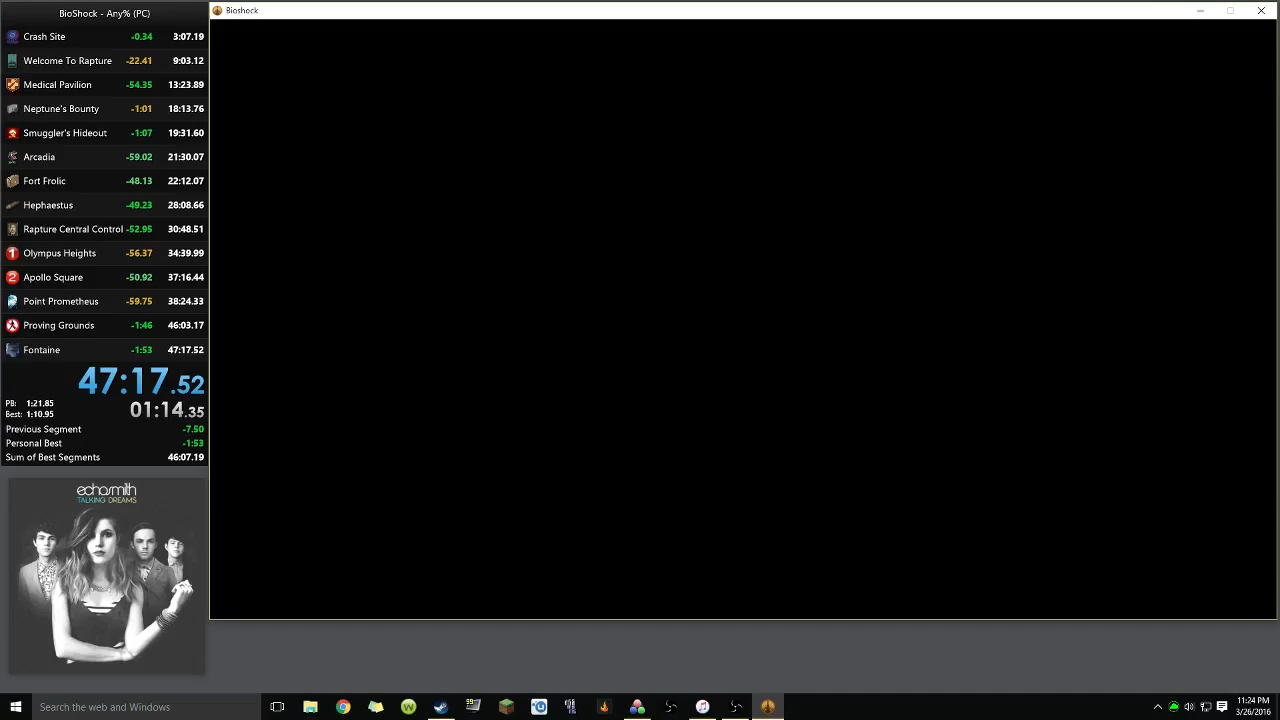 BioShock - Any% (PC)
Crash Site -0.34 3:07.19
Welcome To Rapture -22.41 9:03.12
Medical Pavilion -54.35 13:23.89
Neptune's Bounty -1:01 18:13.76
Smuggler's Hideout -1:07 19:31.60
Arcadia -59.02 21:30.07
Fort Frolic -48.13 22:12.07
Hephaestus -49.23 28:08.66
Rapture Central Control -52.95 30:48.51
Olympus Heights -56.37 34:39.99
Apollo Square -50.92 37:16.44
Point Prometheus -59.75 38:24.33
Proving Grounds -1:46 46:03.17
Fontaine -1:53 47:17.52
47:17.52
PB: 1:21.85
Best: 1:10.95
01:14.35
Previous Segment -7.50
Personal Best -1:53
Sum of Best Segments 46:07.19
echosmith
TALKING DREAMS
Bioshock
Search the web and Windows
11:24 PM
3/26/2016